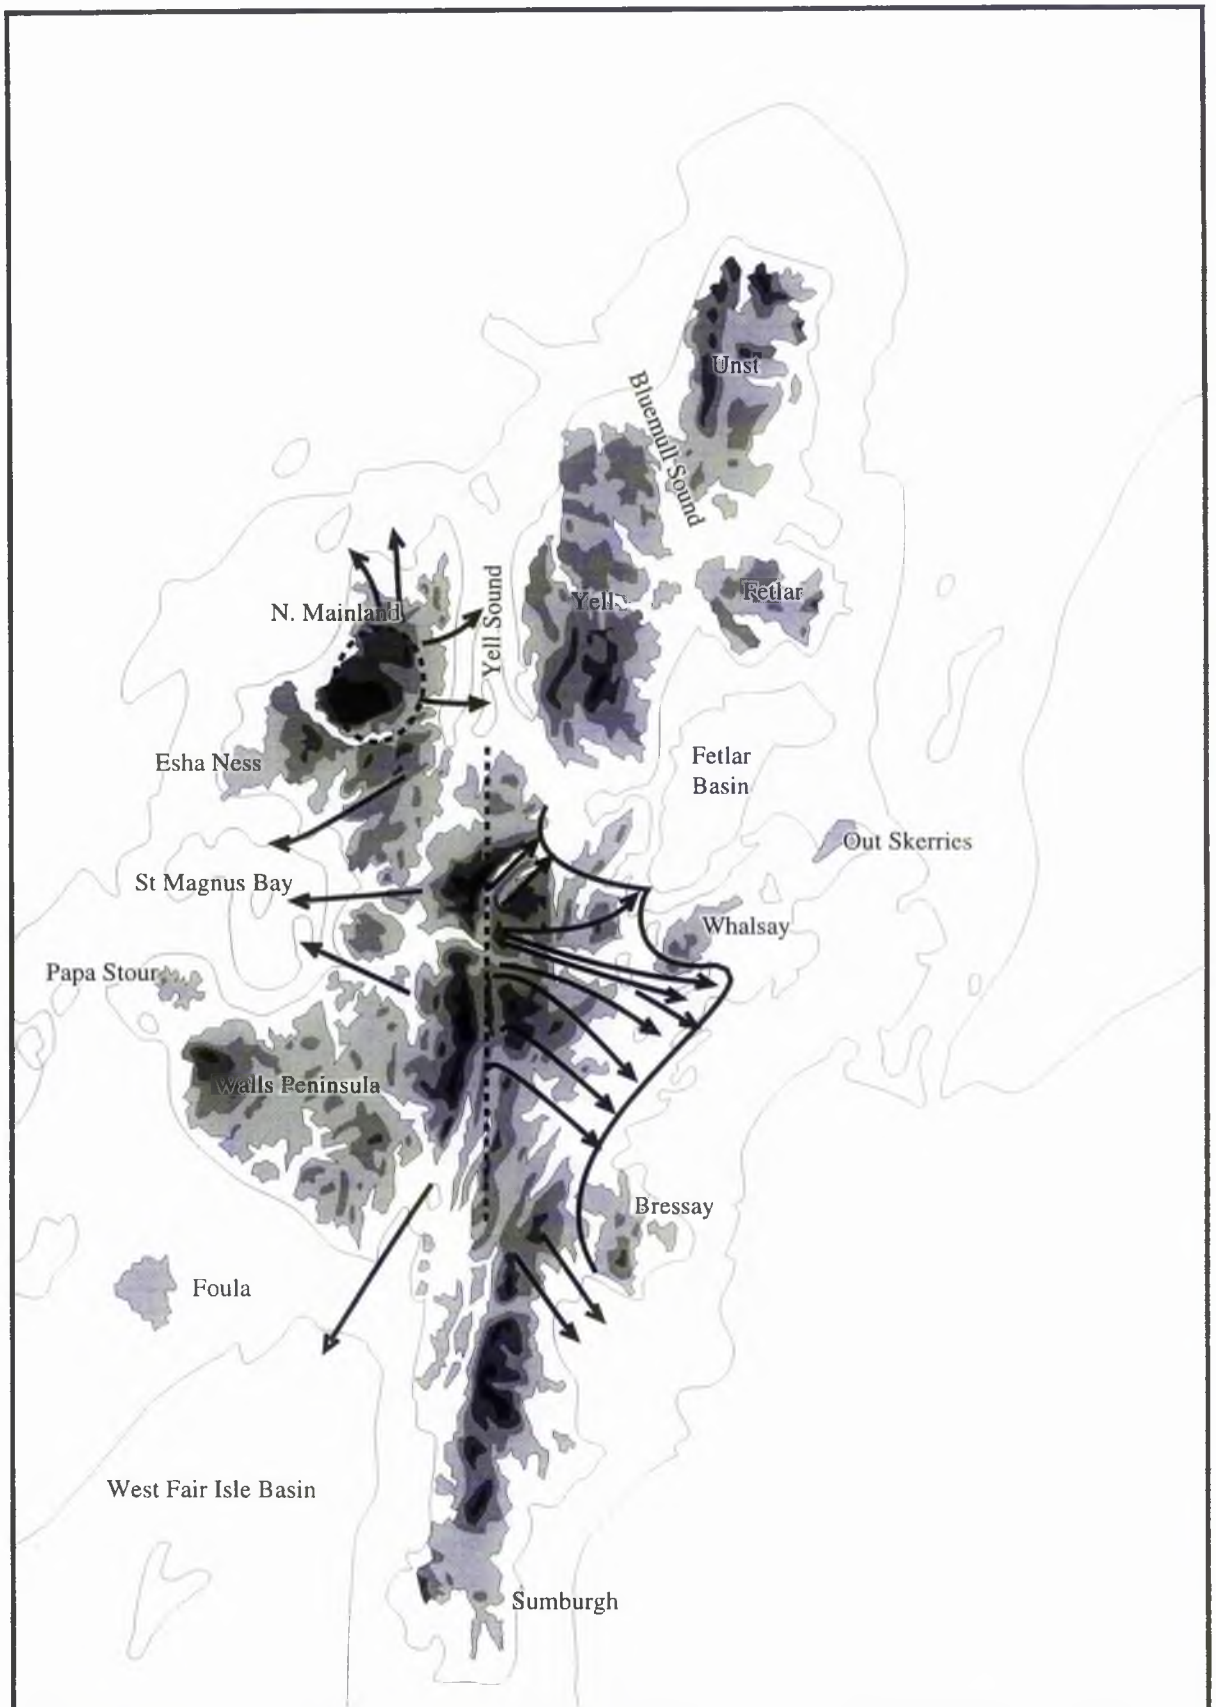 Unst
Bluemull Sound
Yell
Fetlar
N. Mainland
Yell Sound
Esha Ness
Fetlar
Basin
Out Skerries
St Magnus Bay
Whalsay
Papa Stour
Walls Peninsula
Bressay
Foula
West Fair Isle Basin
Sumburgh